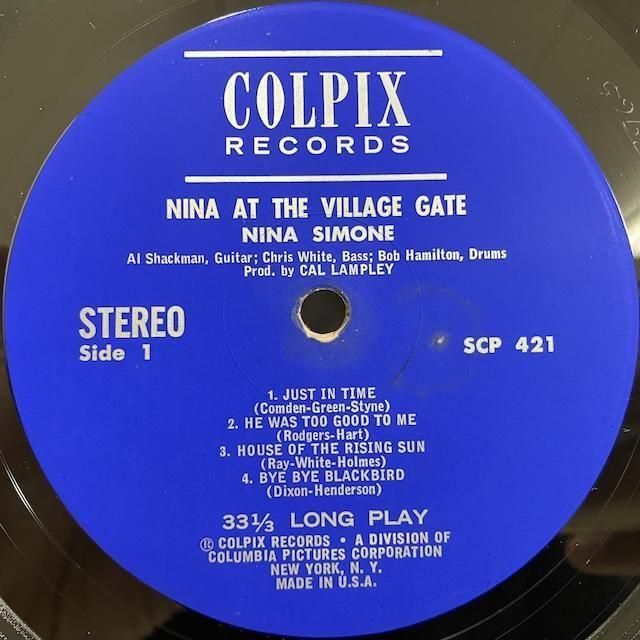 COLPIX
RECORDS
NINA AT THE VILLAGE GATE
NINA SIMONE
Al Shackman, Guitar; Chris White, Bass; Bob Hamilton, Drums
Prod. by CAL LAMPLEY
STEREO
Side 1
SCP 421
1. JUST IN TIME
(Comden-Green-Styne)
2. HE WAS TOO GOOD TO ME
(Rodgers-Hart)
3. HOUSE OF THE RISING SUN
(Ray-White-Holmes)
4. BYE BYE BLACKBIRD
(Dixon-Henderson)
33 1/3 LONG PLAY
Ⓡ COLPIX RECORDS • A DIVISION OF
COLUMBIA PICTURES CORPORATION
NEW YORK, N. Y.
MADE IN U.S.A.